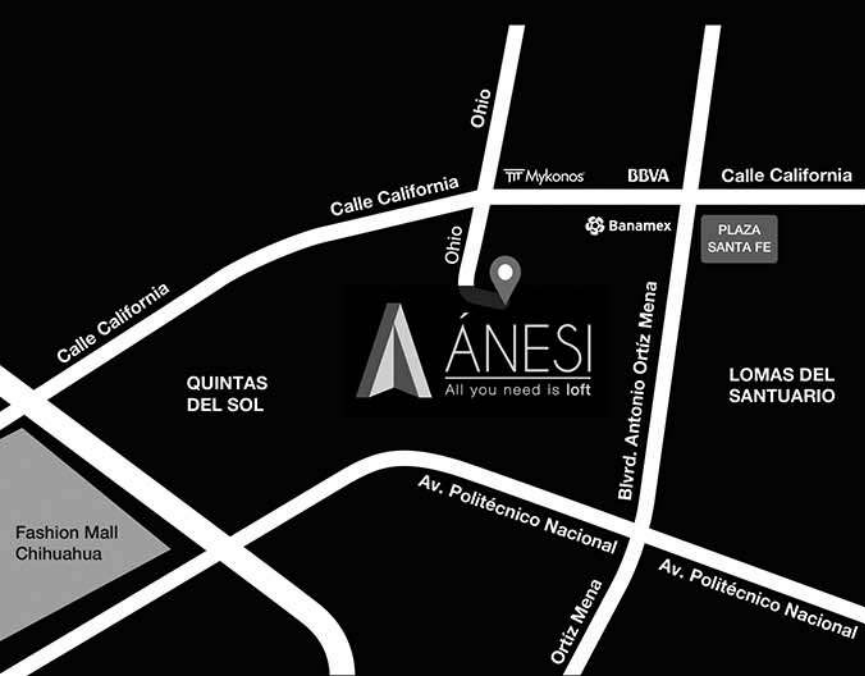 Ohio
Mykonos
BBVA
Calle California
Calle California
Banamex
PLAZA
SANTA FE
Ohio
Calle California
ÁNESI
All you need is loft
Blvrd. Antonio Ortíz Mena
QUINTAS
DEL SOL
LOMAS DEL
SANTUARIO
Av. Politécnico Nacional
Fashion Mall
Chihuahua
Av. Politécnico Nacional
Ortíz Mena